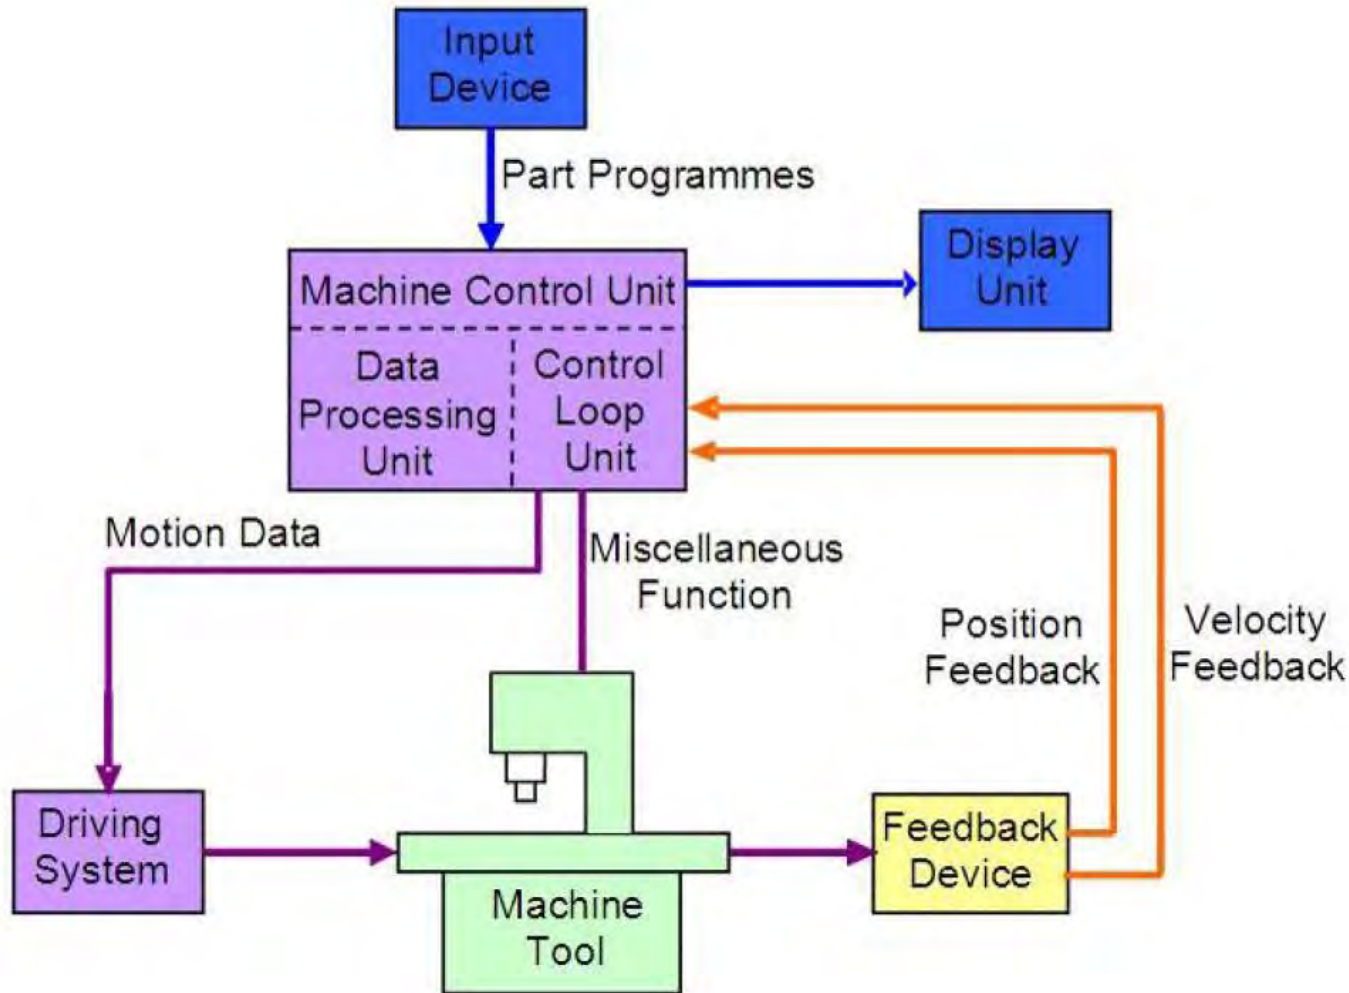 Input
Device
Part Programmes
Display
Unit
Machine Control Unit
Data
Processing
Unit
Control
Loop
Unit
Motion Data
Miscellaneous
Function
Position
Feedback
Velocity
Feedback
Driving
System
Machine
Tool
Feedback
Device